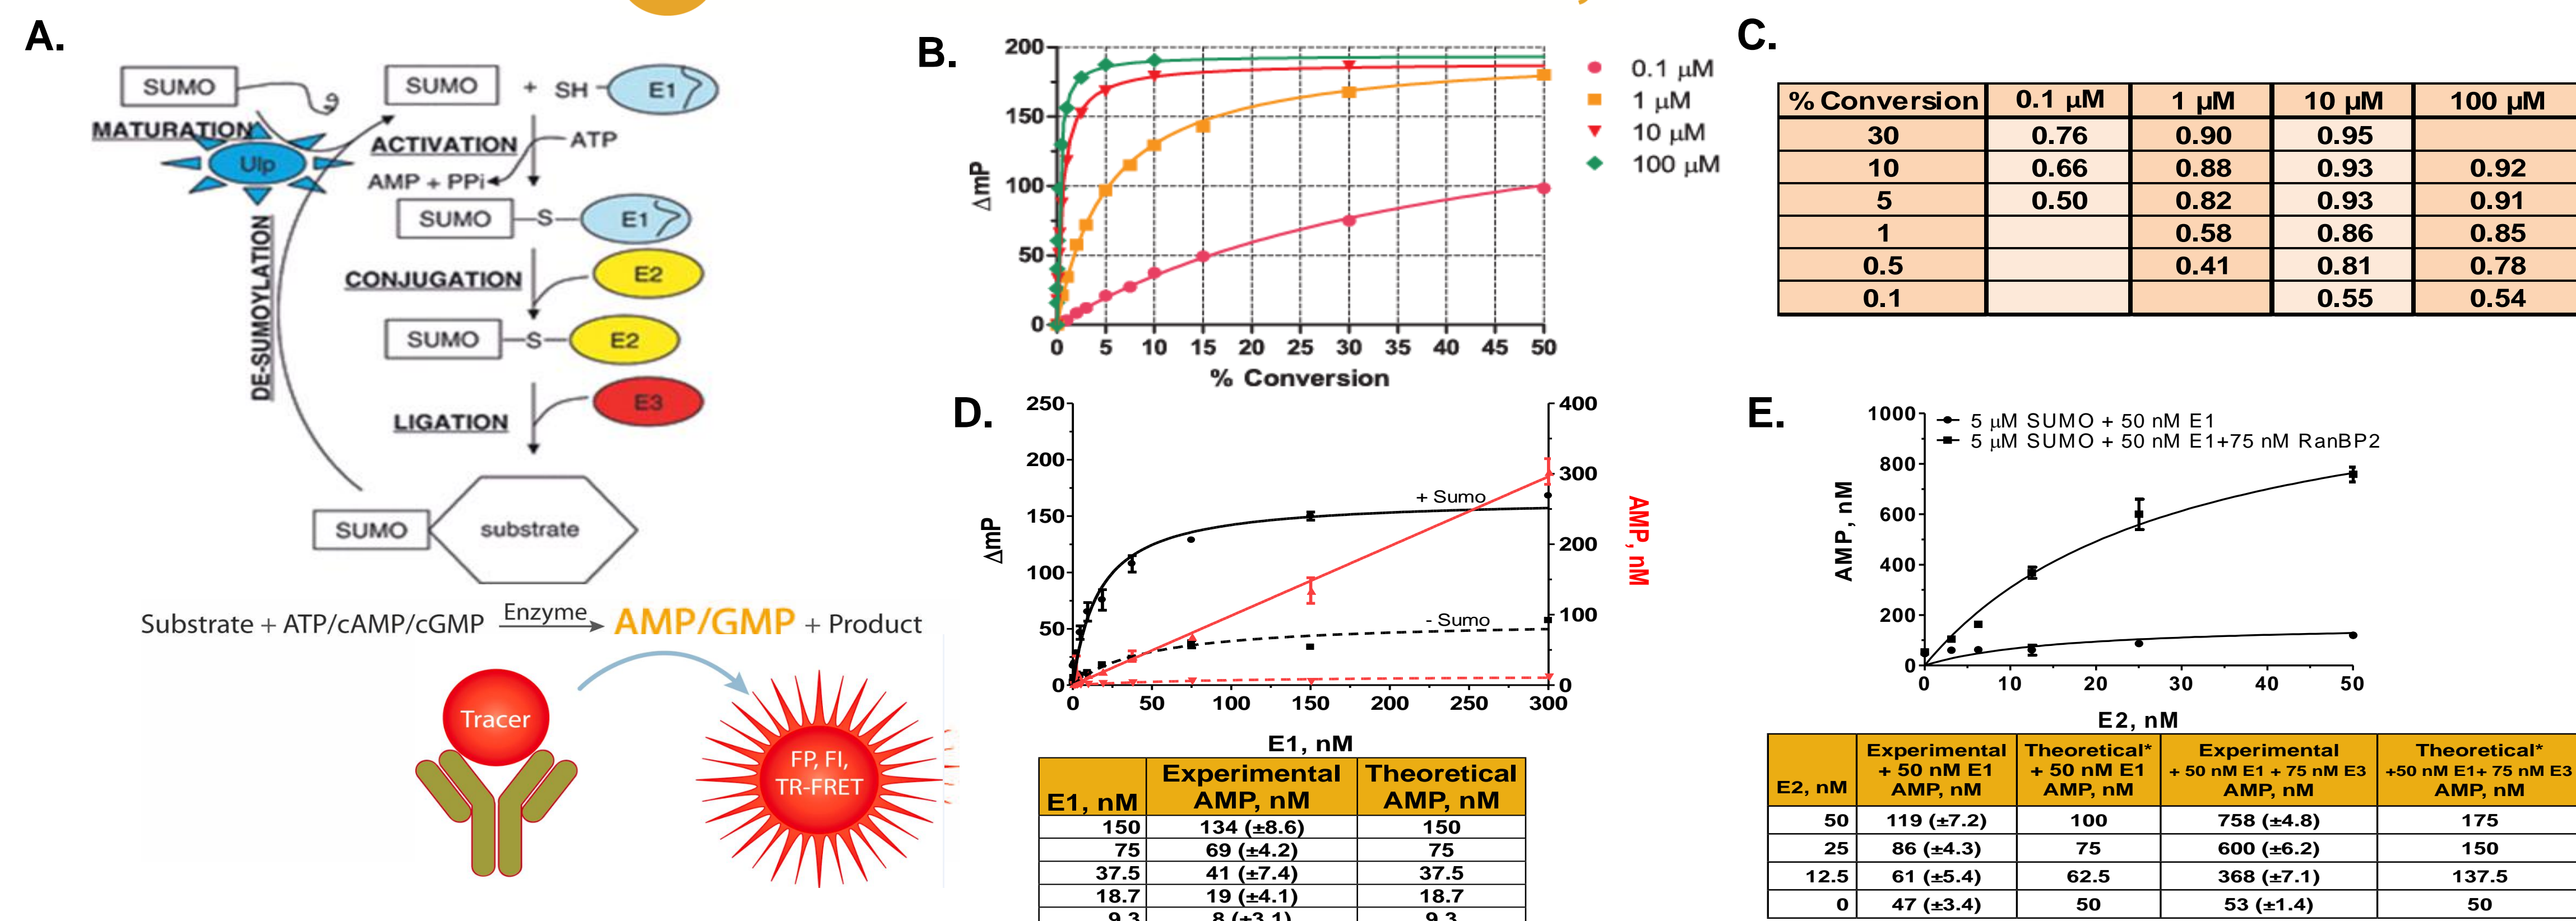 A.
SUMO
SUMO + SH E1
MATURATION
Ulp
ACTIVATION
ATP
AMP + PPi
SUMO S E1
DE-SUMOYLATION
CONJUGATION
E2
SUMO S E2
E3
LIGATION
SUMO substrate
Substrate + ATP/cAMP/cGMP Enzyme AMP/GMP + Product
Tracer
FP, FI,
TR-FRET
B.
200
150
100
50
0
ΔmP
0 5 10 15 20 25 30 35 40 45 50
% Conversion
0.1 µM
1 µM
10 µM
100 µM
C.
% Conversion 0.1 µM 1 µM 10 µM 100 µM
30 0.76 0.90 0.95
10 0.66 0.88 0.93 0.92
5 0.50 0.82 0.93 0.91
1 0.58 0.86 0.85
0.5 0.41 0.81 0.78
0.1 0.55 0.54
D.
250
200
150
100
50
0
ΔmP
+ Sumo
- Sumo
400
300
200
100
0
AMP, nM
0 50 100 150 200 250 300
E1, nM
E1, nM Experimental AMP, nM Theoretical AMP, nM
150 134 (±8.6) 150
75 69 (±4.2) 75
37.5 41 (±7.4) 37.5
18.7 19 (±4.1) 18.7
9.3 8 (±3.1) 9.3
E.
1000
800
600
400
200
0
AMP, nM
5 µM SUMO + 50 nM E1
5 µM SUMO + 50 nM E1+75 nM RanBP2
0 10 20 30 40 50
E2, nM
E2, nM Experimental + 50 nM E1 AMP, nM Theoretical* + 50 nM E1 AMP, nM Experimental + 50 nM E1 + 75 nM E3 AMP, nM Theoretical* +50 nM E1+ 75 nM E3 AMP, nM
50 119 (±7.2) 100 758 (±4.8) 175
25 86 (±4.3) 75 600 (±6.2) 150
12.5 61 (±5.4) 62.5 368 (±7.1) 137.5
0 47 (±3.4) 50 53 (±1.4) 50